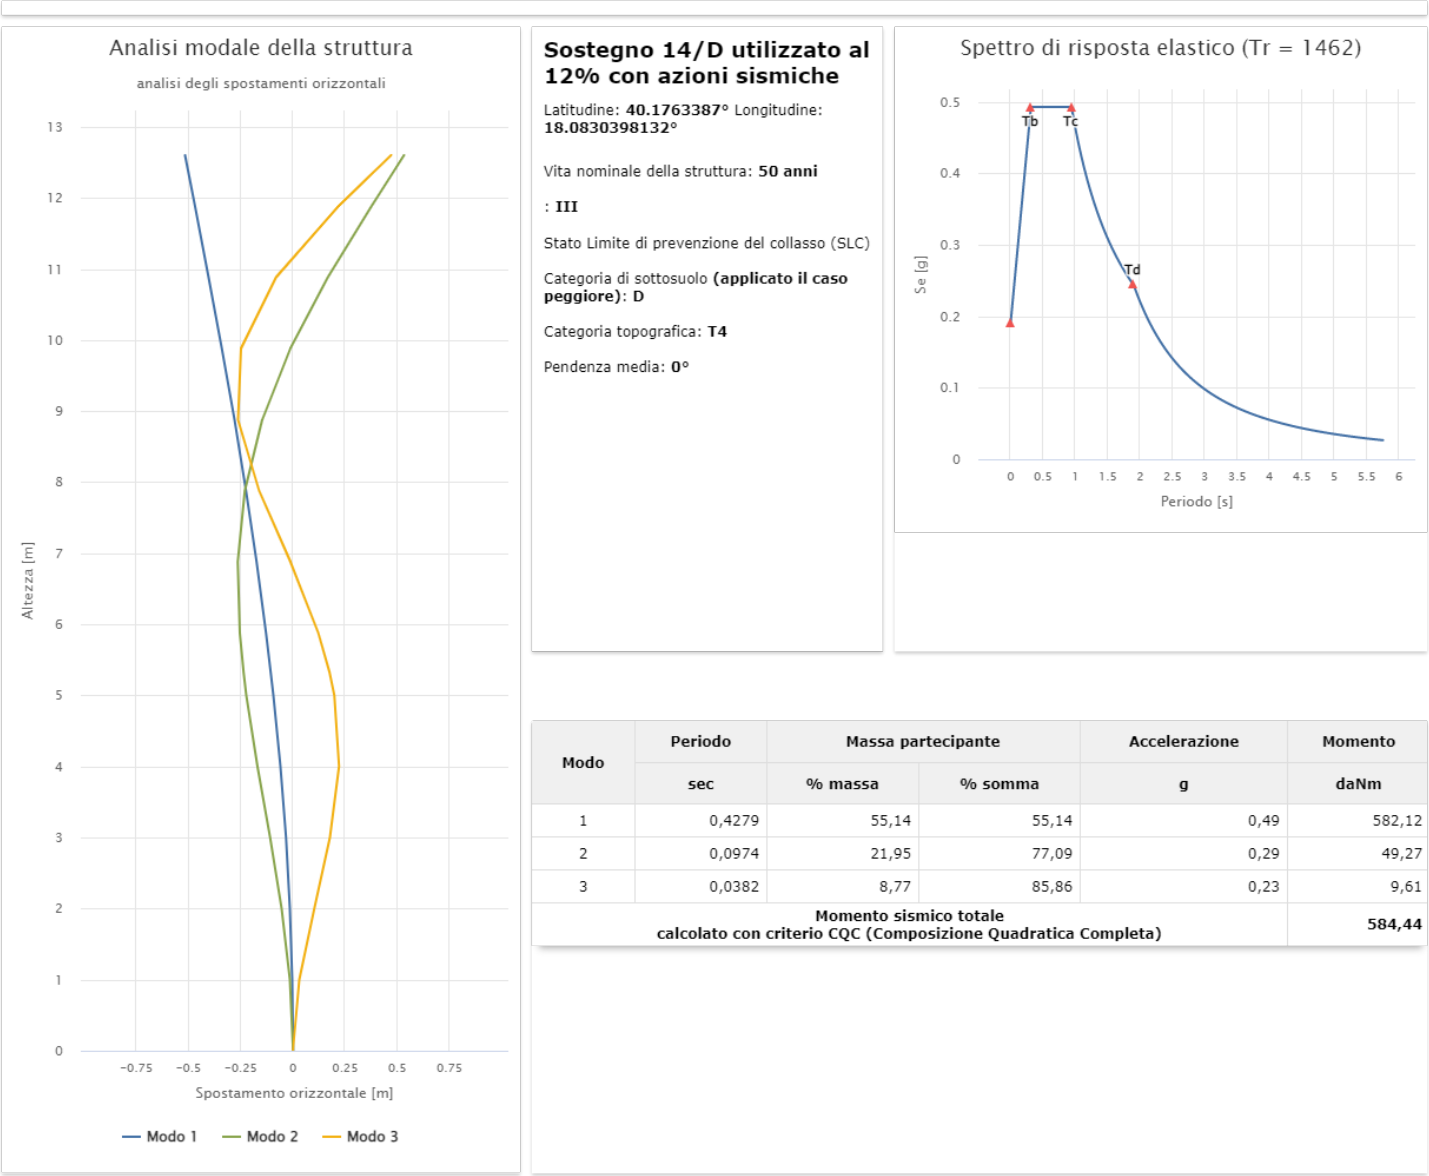 Analisi modale della struttura
analisi degli spostamenti orizzontali
13
12
11
10
9
8
7
6
5
4
3
2
1
0
Altezza [m]
-0.75 -0.5 -0.25 0 0.25 0.5 0.75
Spostamento orizzontale [m]
Modo 1 Modo 2 Modo 3
Sostegno 14/D utilizzato al
12% con azioni sismiche
Latitudine: 40.1763387° Longitudine:
18.0830398132°
Vita nominale della struttura: 50 anni
: III
Stato Limite di prevenzione del collasso (SLC)
Categoria di sottosuolo (applicato il caso
peggiore): D
Categoria topografica: T4
Pendenza media: 0°
Spettro di risposta elastico (Tr = 1462)
0.5
0.4
0.3
0.2
0.1
0
Se [g]
Tb Tc
Td
0 0.5 1 1.5 2 2.5 3 3.5 4 4.5 5 5.5 6
Periodo [s]
Modo Periodo Massa partecipante Accelerazione Momento
sec % massa % somma g daNm
1 0,4279 55,14 55,14 0,49 582,12
2 0,0974 21,95 77,09 0,29 49,27
3 0,0382 8,77 85,86 0,23 9,61
Momento sismico totale
calcolato con criterio CQC (Composizione Quadratica Completa) 584,44